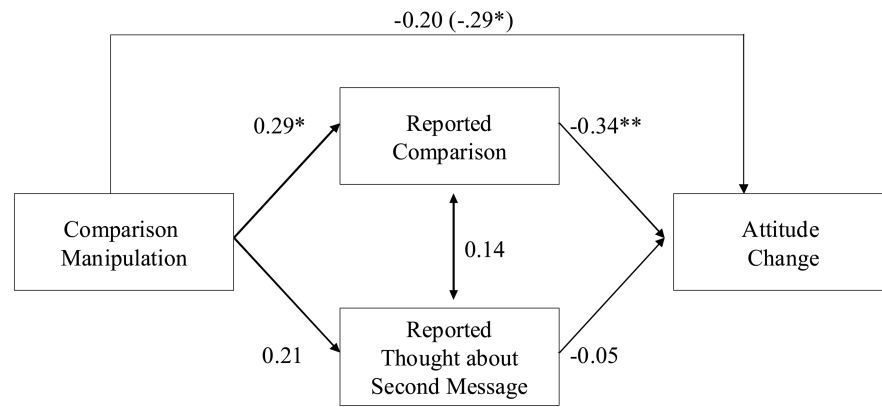 -0.20 (-.29*)
0.29*
Reported
Comparison
-0.34**
Comparison
Manipulation
0.14
Attitude
Change
0.21
Reported
Thought about
Second Message
-0.05